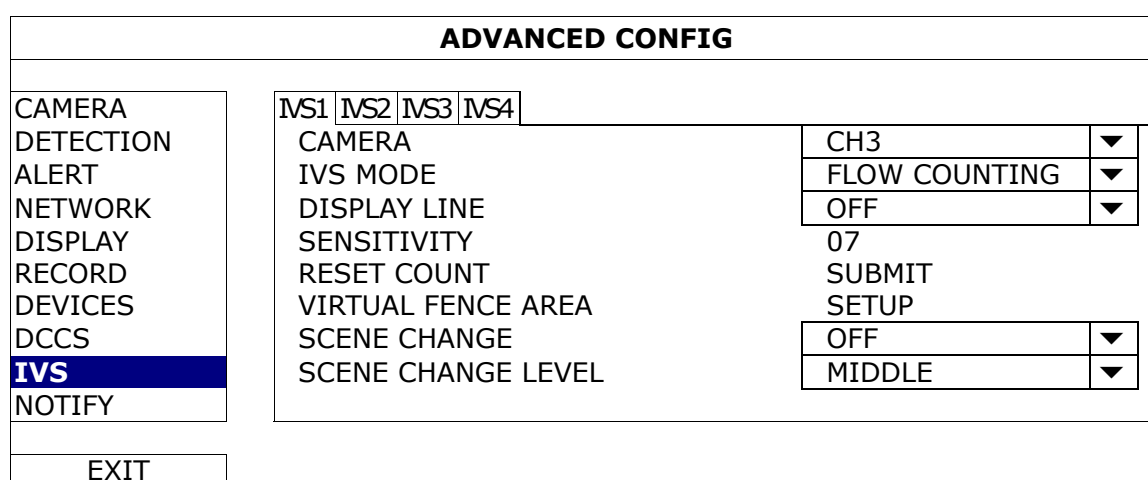 ADVANCED CONFIG
CAMERA
DETECTION
ALERT
NETWORK
DISPLAY
RECORD
DEVICES
DCCS
IVS
NOTIFY
EXIT
IVS1 IVS2 IVS3 IVS4
CAMERA CH3
IVS MODE FLOW COUNTING
DISPLAY LINE OFF
SENSITIVITY 07
RESET COUNT SUBMIT
VIRTUAL FENCE AREA SETUP
SCENE CHANGE OFF
SCENE CHANGE LEVEL MIDDLE